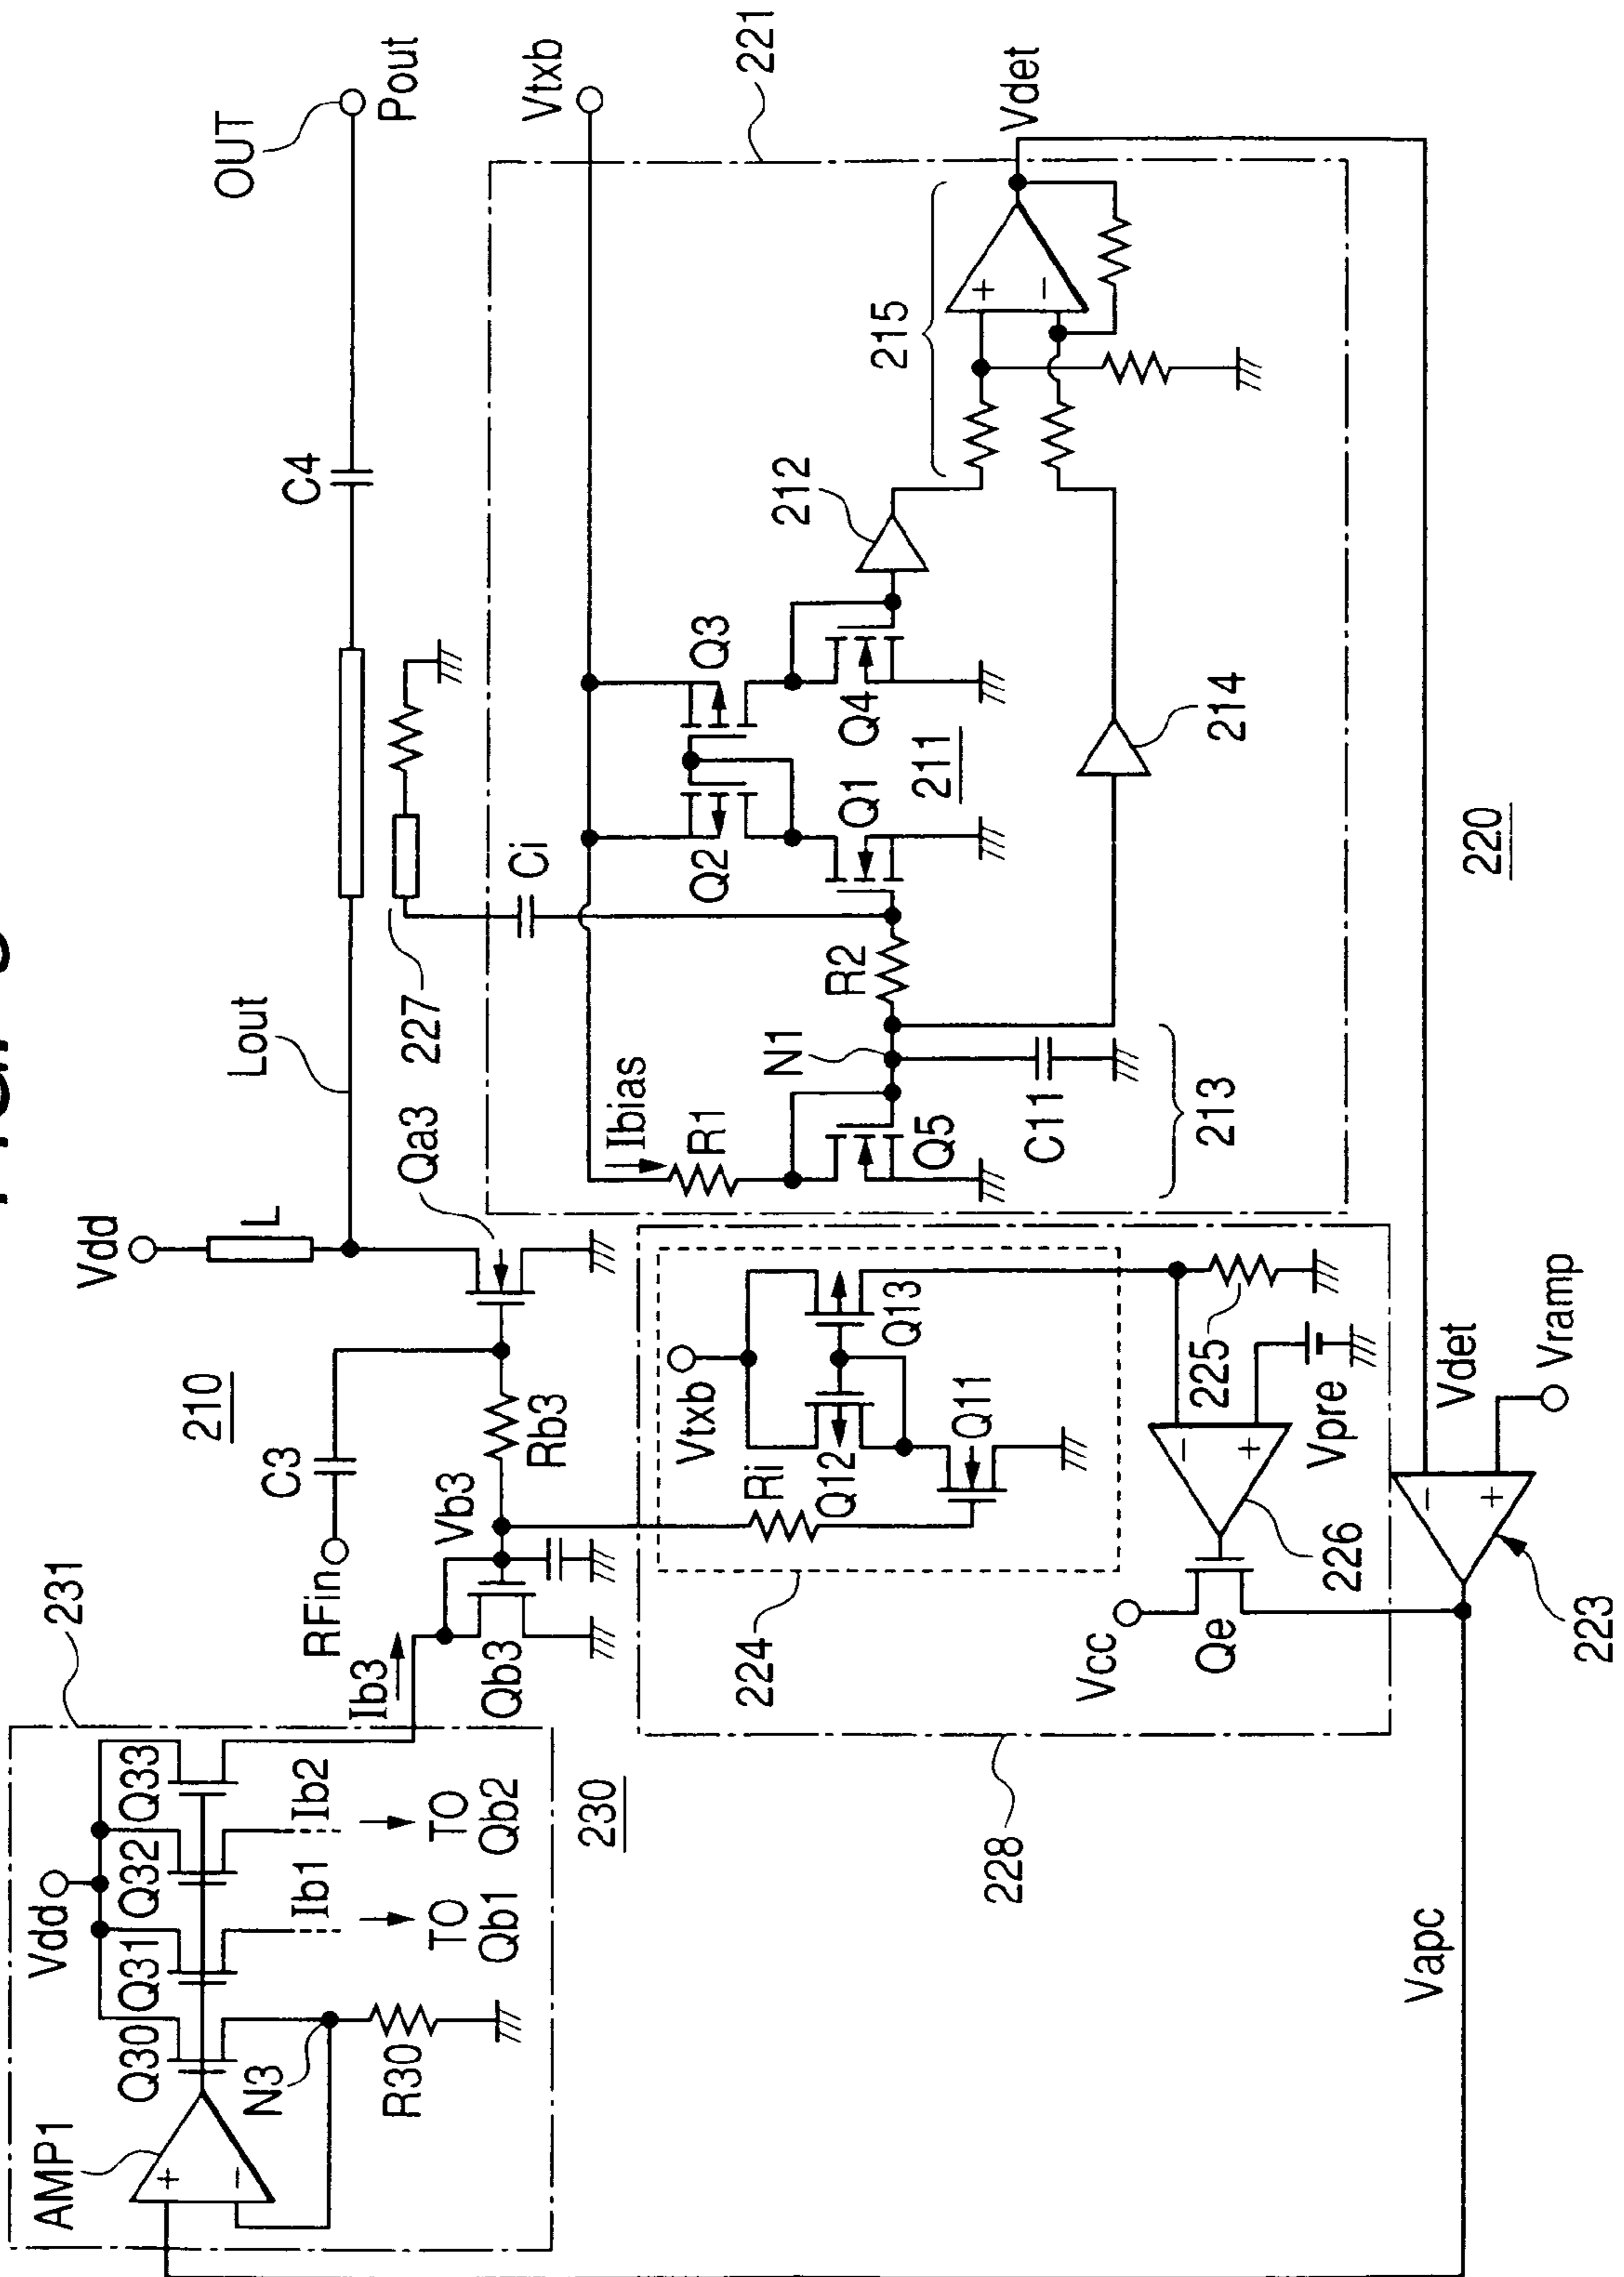 OUT
Pout
Vtxb
221
Vdet
C4
Lout
227
Ci
Vdd
L
Qa3
Q3
Q2
Q4
Q1
211
212
215
214
220
R2
N1
Ibias
R1
Q5
C11
213
210
C3
RFin
Rb3
Vb3
Vtxb
Q13
Q12
Q11
Ri
224
225
Vpre
226
Vcc
Qe
228
Vdet
Vramp
223
231
Ib3
Qb3
230
Vdd
Q33
Q32
Q31
Q30
Ib2
Ib1
TO
Qb2
TO
Qb1
N3
R30
AMP1
Vapc
+
−
+
−
+
−
+
−